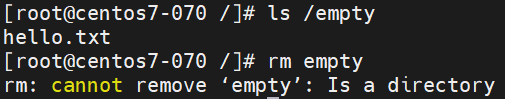 [root@centos7-070 /]# ls /empty
hello.txt
[root@centos7-070 /]# rm empty
rm: cannot remove ‘empty’: Is a directory